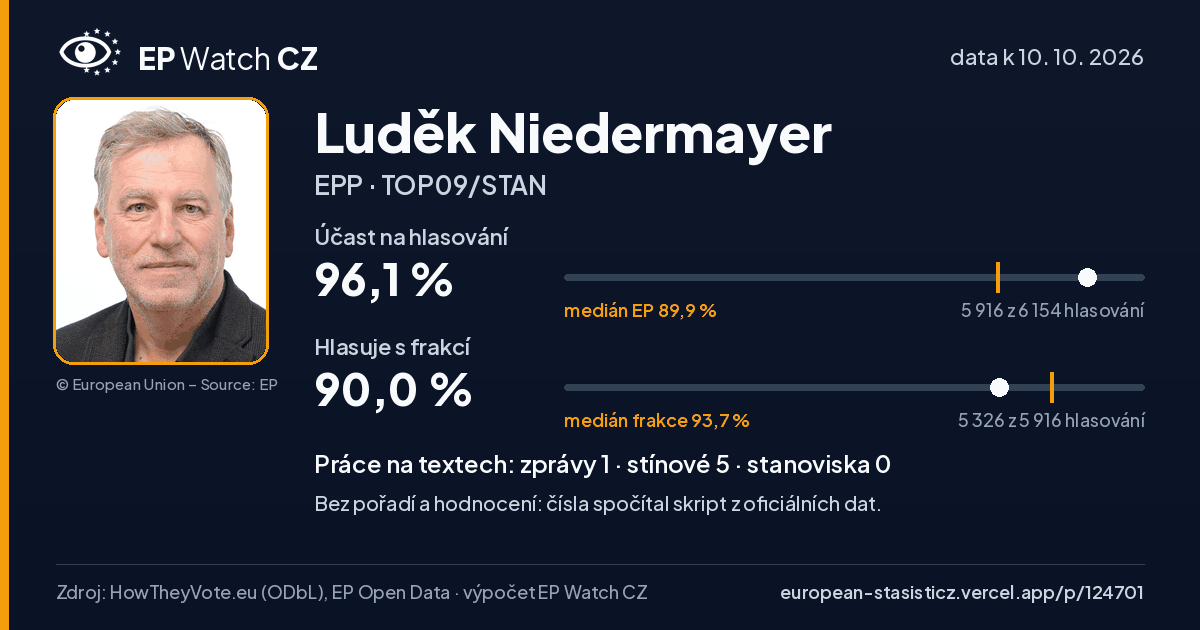 EP Watch CZ
data k 10. 10. 2026
Luděk Niedermayer
EPP · TOP09/STAN
Účast na hlasování
96,1 %
medián EP 89,9 %
5 916 z 6 154 hlasování
Hlasuje s frakcí
90,0 %
medián frakce 93,7 %
5 326 z 5 916 hlasování
© European Union – Source: EP
Práce na textech: zprávy 1 · stínové 5 · stanoviska 0
Bez pořadí a hodnocení: čísla spočítal skript z oficiálních dat.
Zdroj: HowTheyVote.eu (ODbL), EP Open Data · výpočet EP Watch CZ
european-stasisticz.vercel.app/p/124701